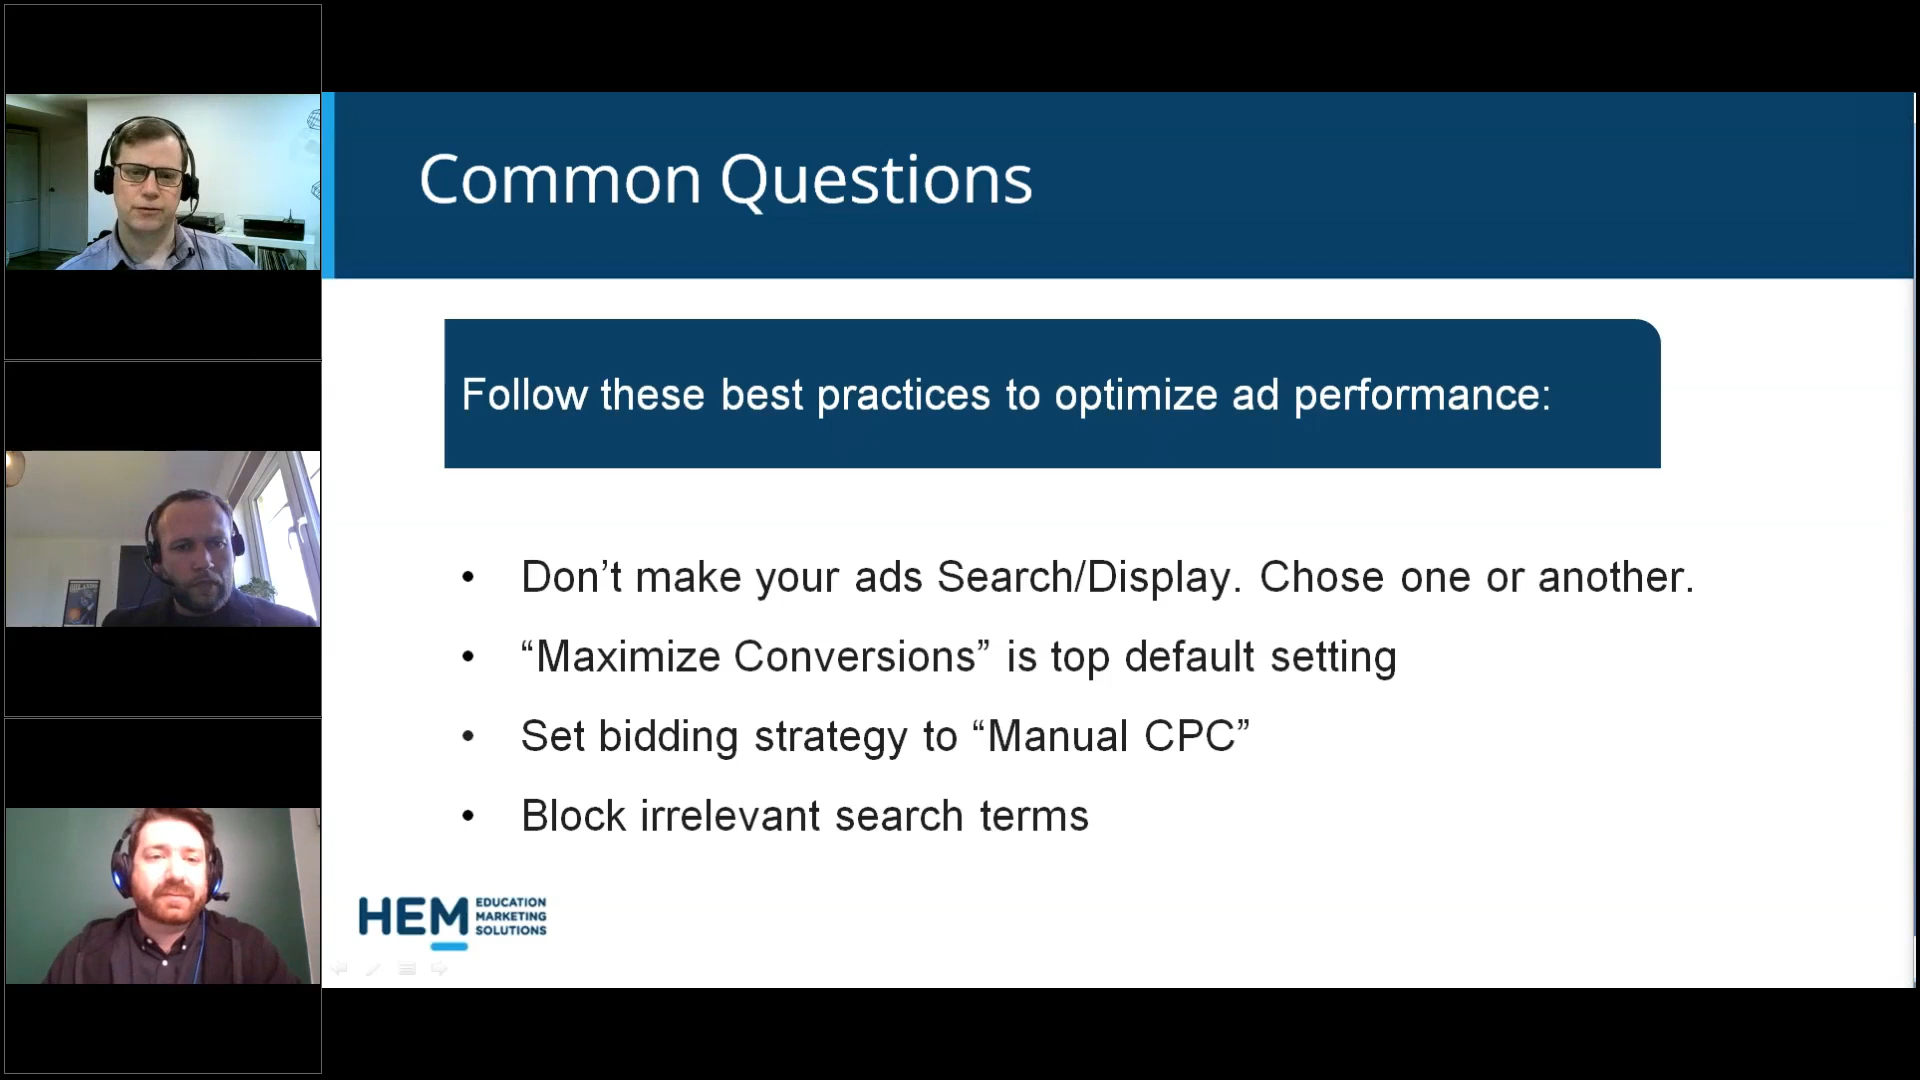 Common Questions
Follow these best practices to optimize ad performance:
• Don’t make your ads Search/Display. Chose one or another.
• “Maximize Conversions” is top default setting
• Set bidding strategy to “Manual CPC”
• Block irrelevant search terms
HEM
EDUCATION
MARKETING
SOLUTIONS